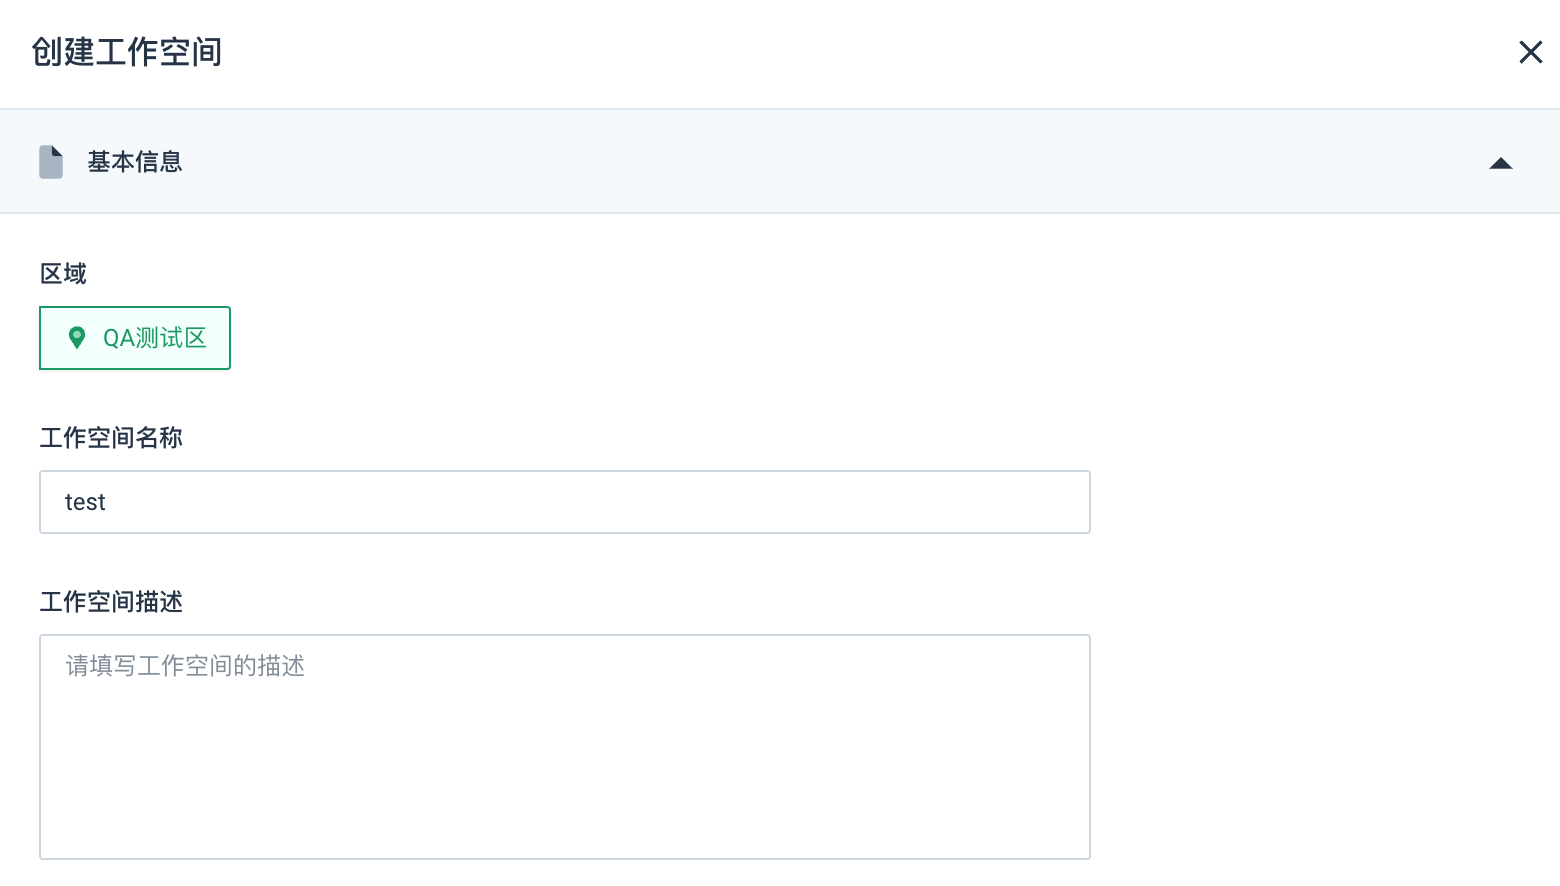 创建工作空间
基本信息
区域
QA测试区
工作空间名称
test
工作空间描述
请填写工作空间的描述